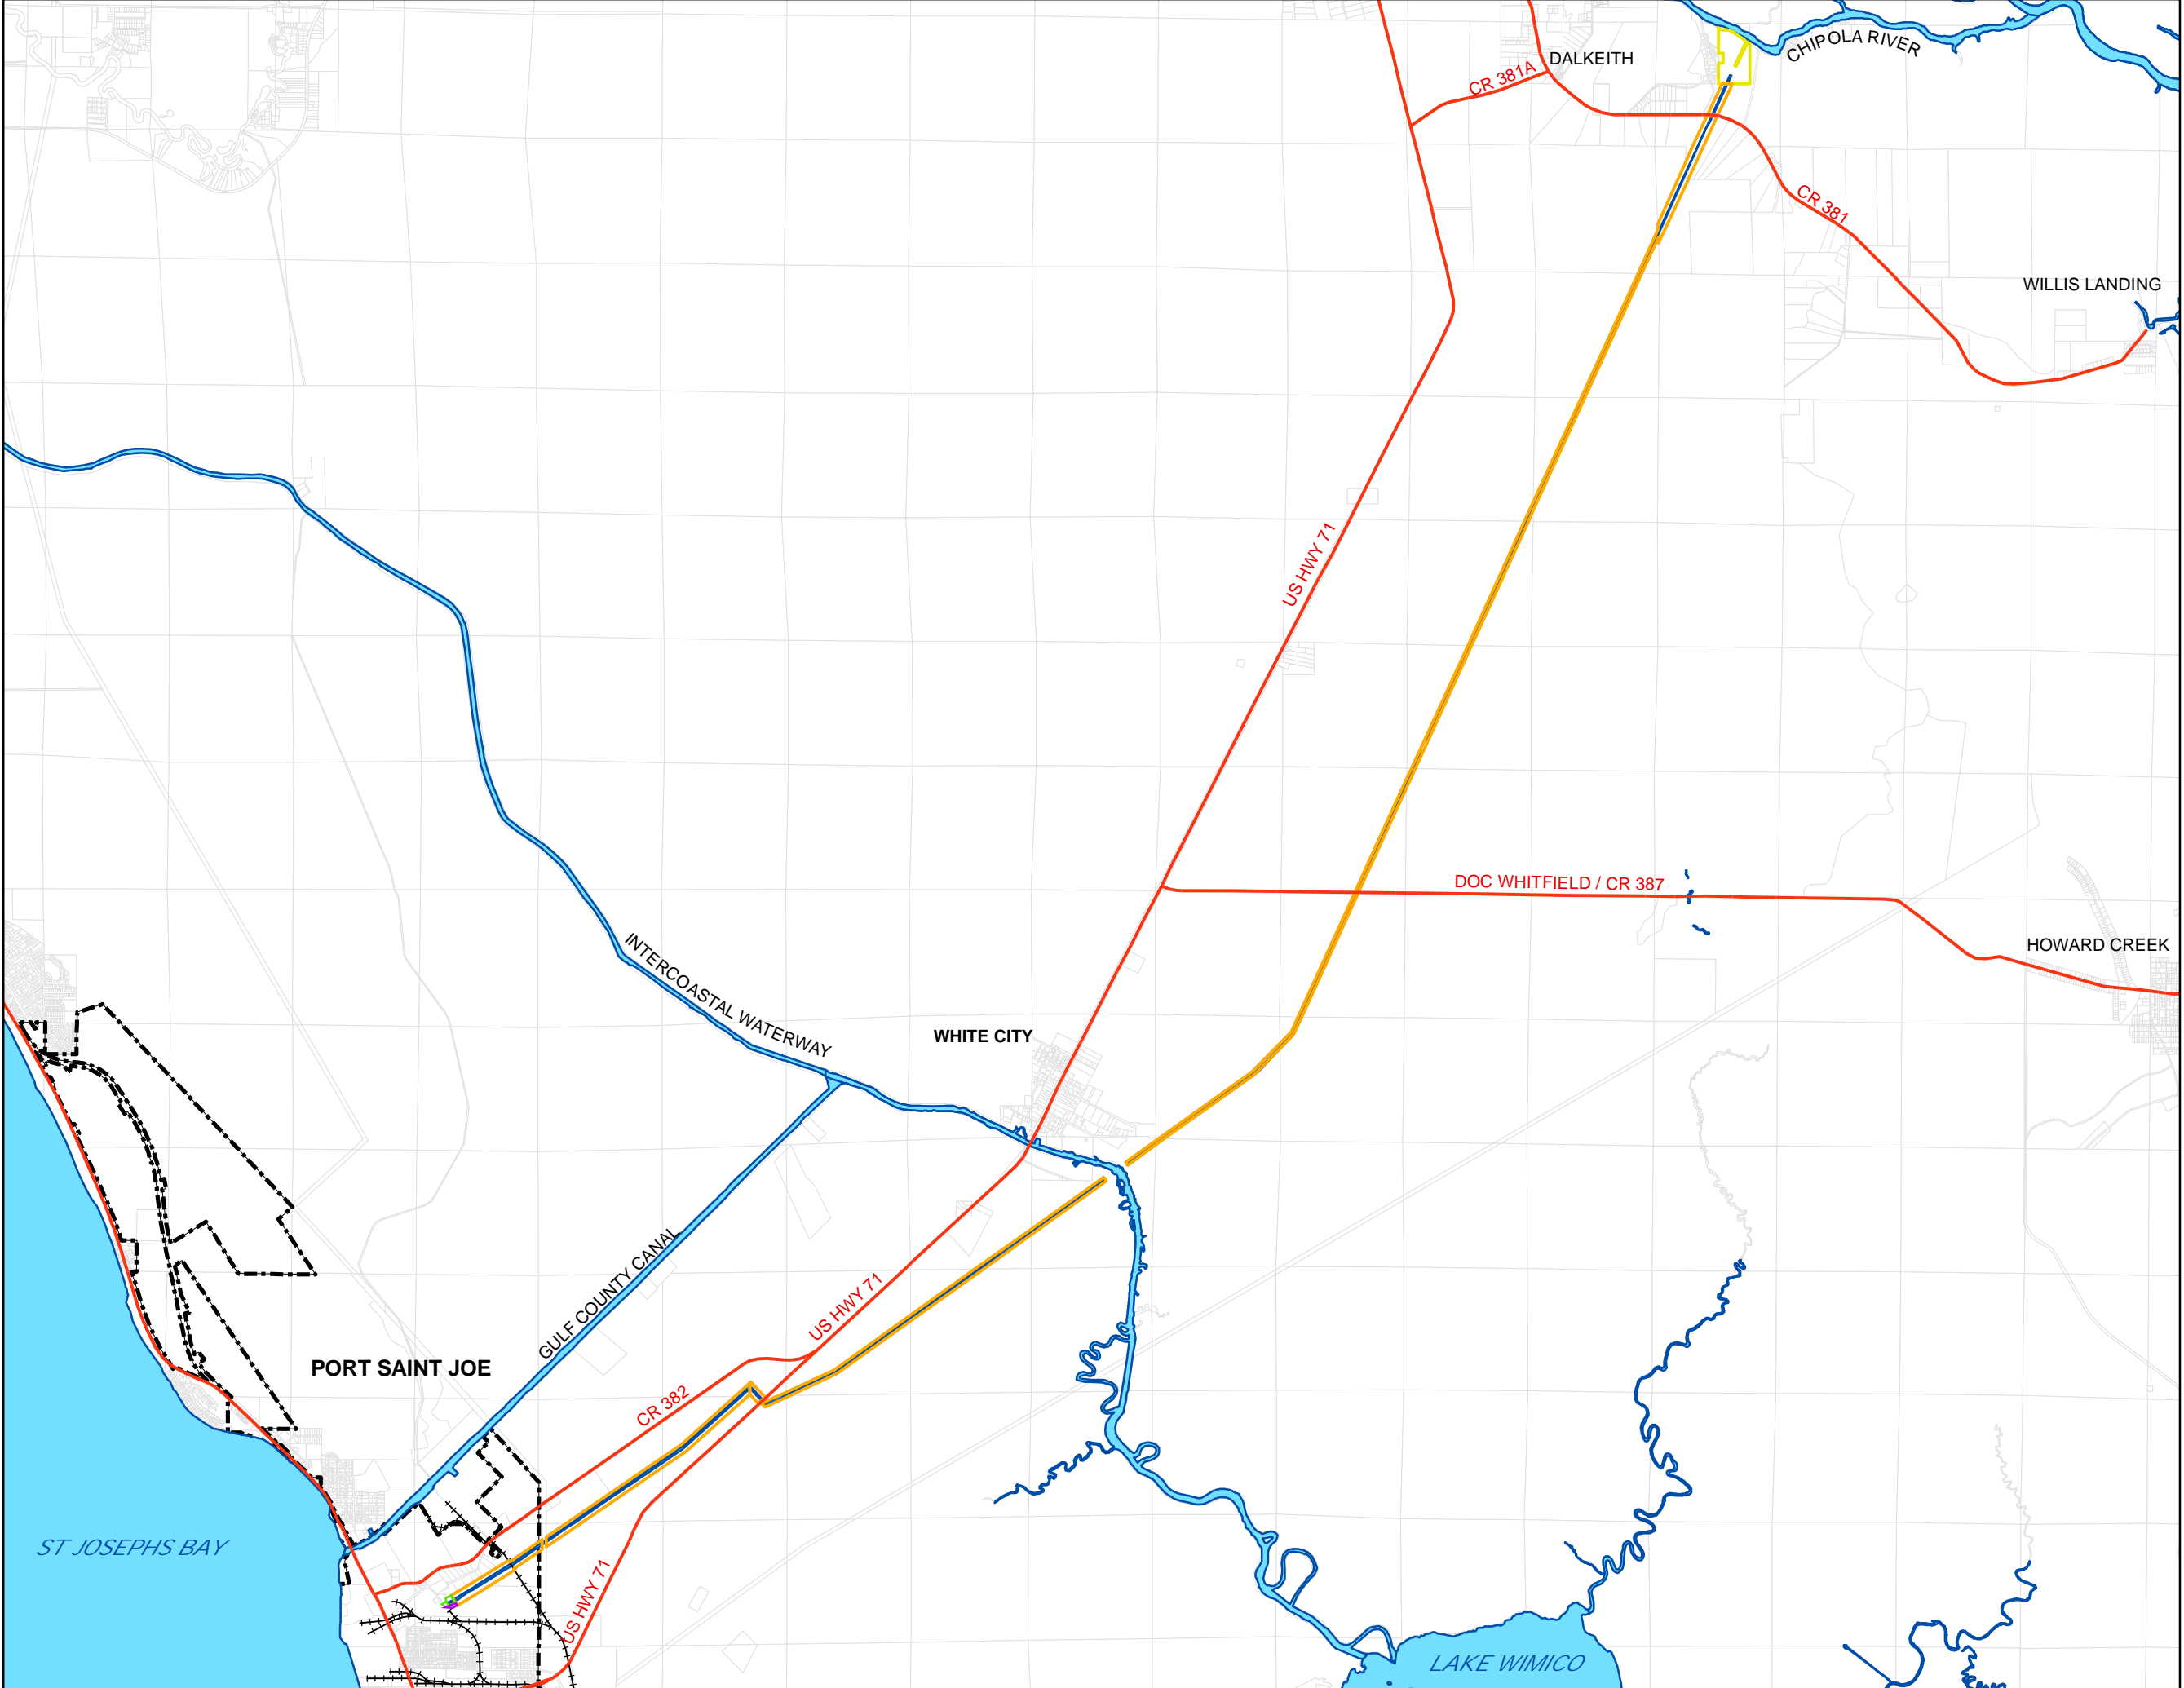 DALKEITH
CHIPOLA RIVER
CR 381A
CR 381
WILLIS LANDING
US HWY 71
DOC WHITFIELD / CR 387
HOWARD CREEK
INTERCOASTAL WATERWAY
WHITE CITY
GULF COUNTY CANAL
US HWY 71
PORT SAINT JOE
CR 382
ST JOSEPHS BAY
US HWY 71
LAKE WIMICO